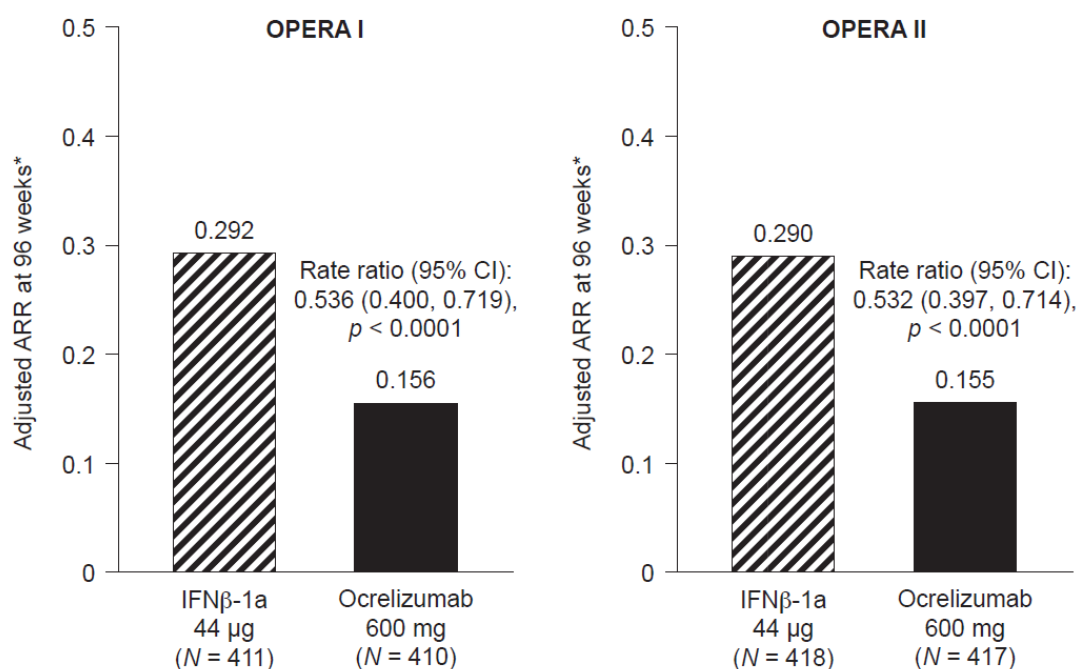 OPERA I
Adjusted ARR at 96 weeks*
0.5
0.4
0.3
0.2
0.1
0
0.292
Rate ratio (95% CI):
0.536 (0.400, 0.719),
p < 0.0001
0.156
IFNβ-1a
44 μg
(N = 411)
Ocrelizumab
600 mg
(N = 410)
OPERA II
Adjusted ARR at 96 weeks*
0.5
0.4
0.3
0.2
0.1
0
0.290
Rate ratio (95% CI):
0.532 (0.397, 0.714),
p < 0.0001
0.155
IFNβ-1a
44 μg
(N = 418)
Ocrelizumab
600 mg
(N = 417)